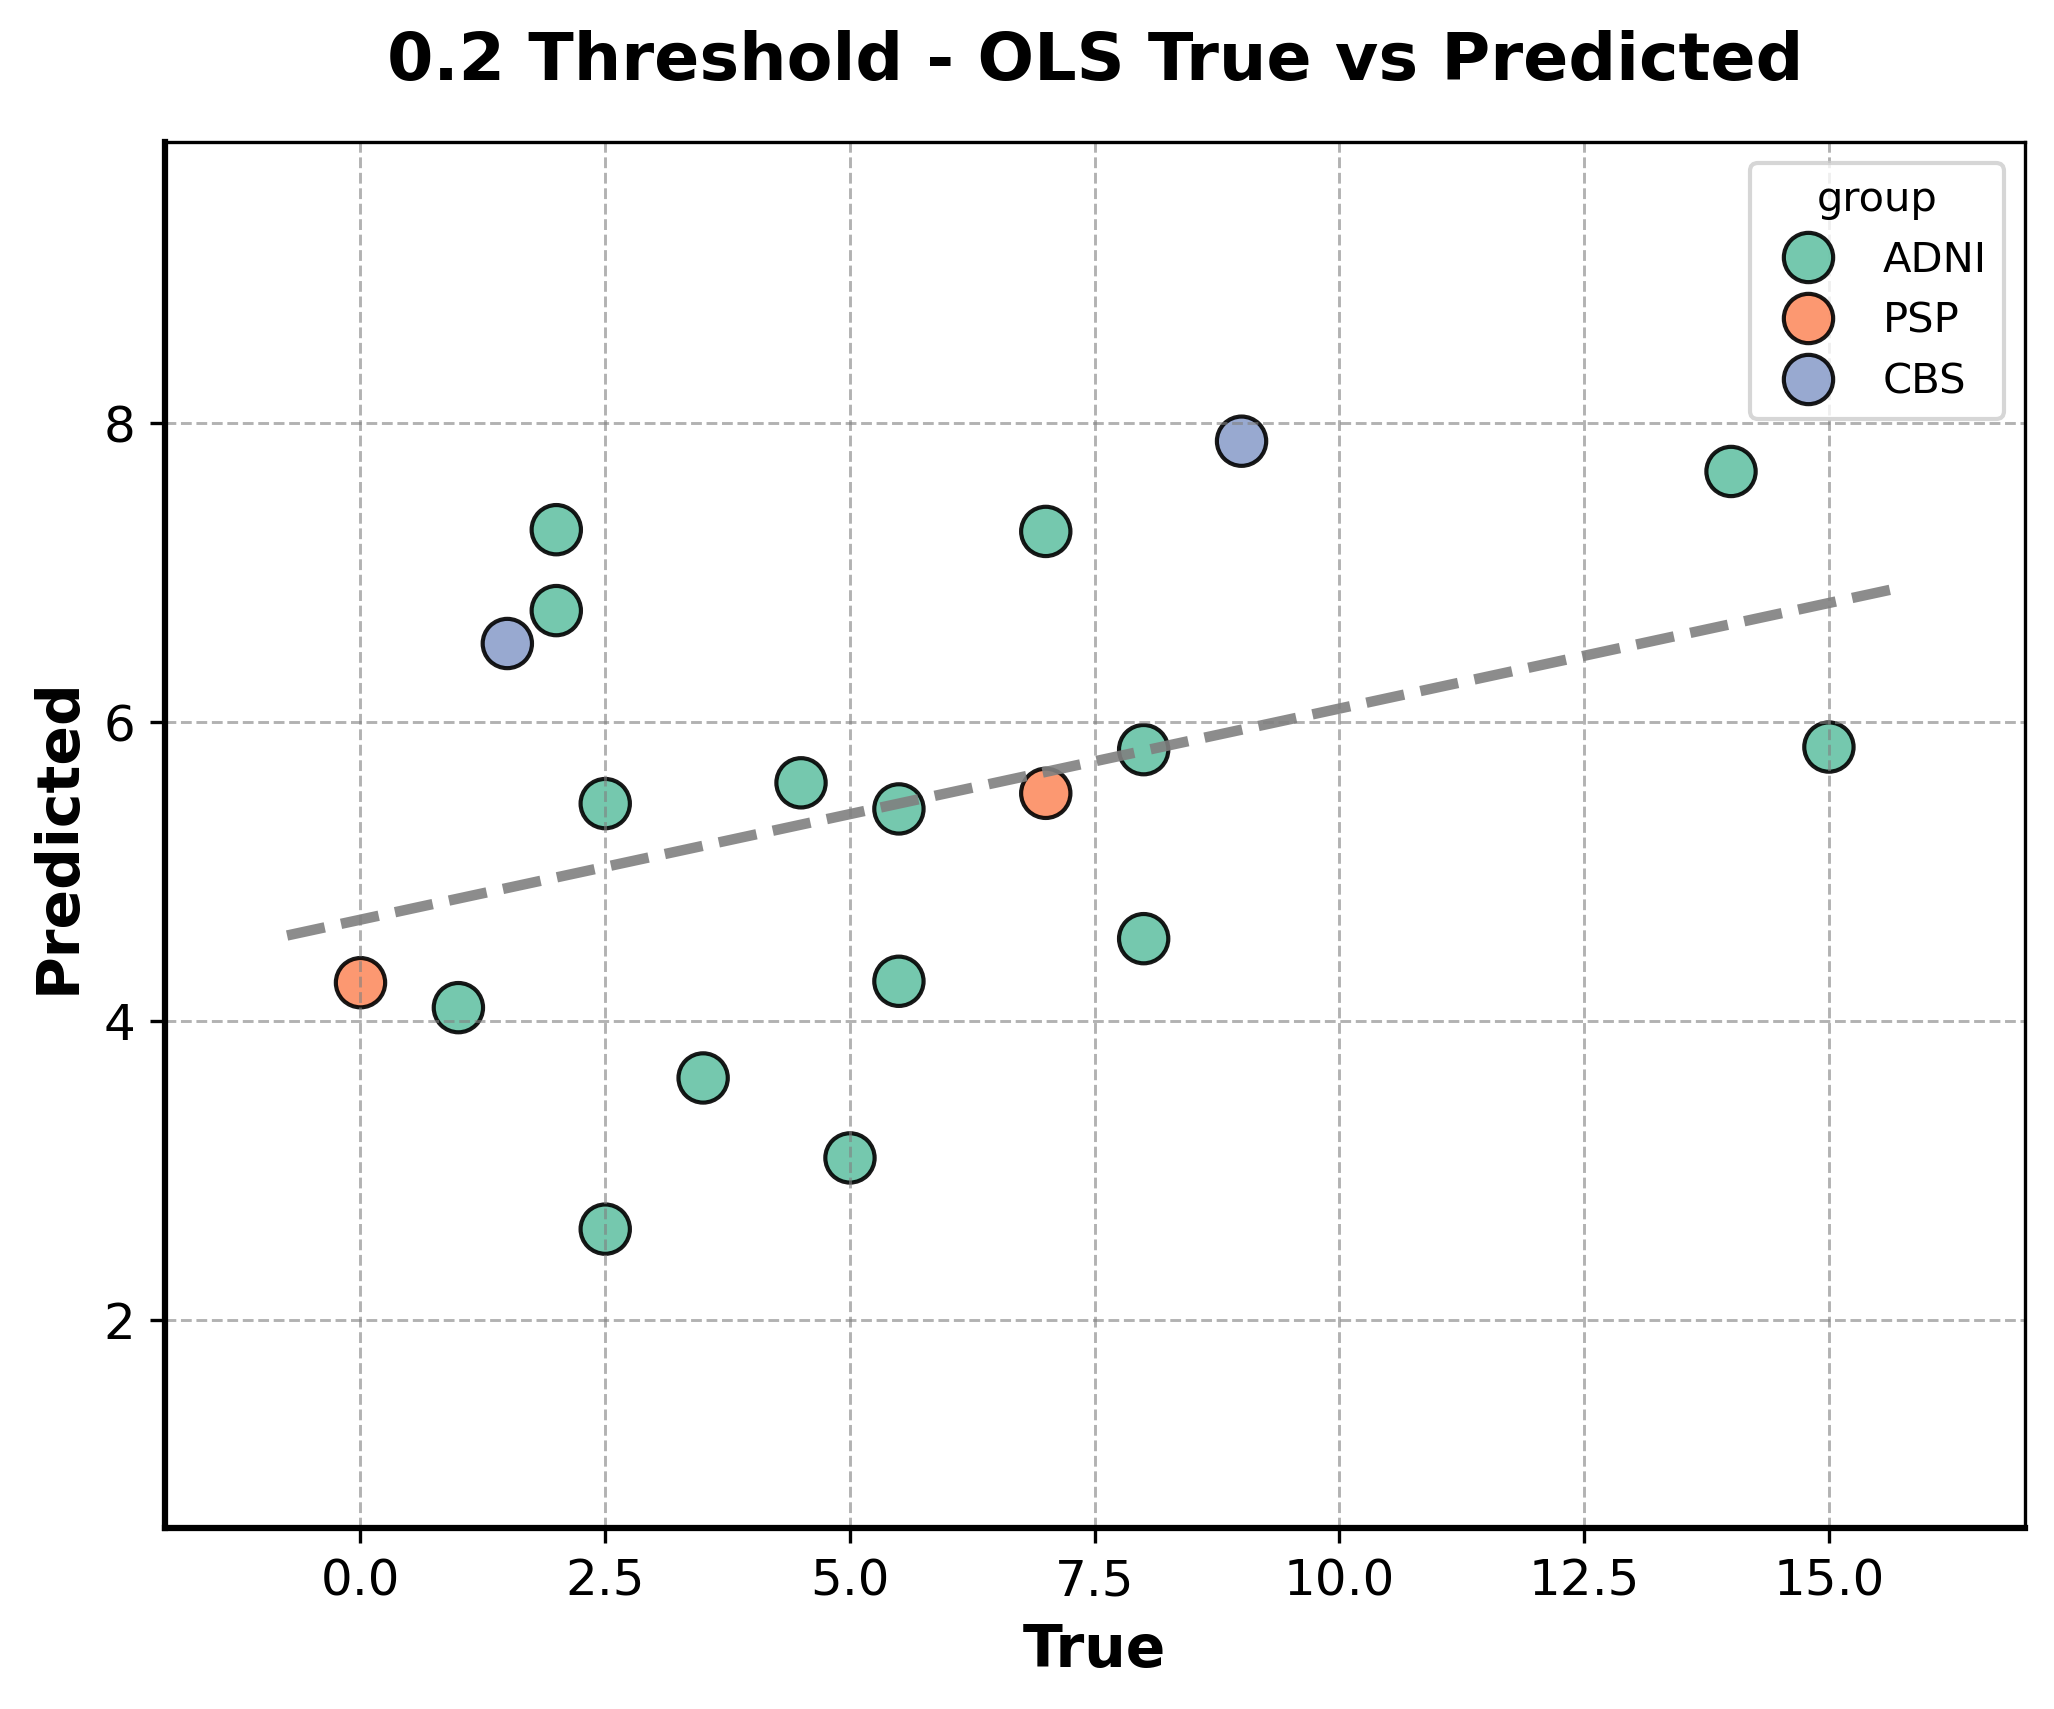 0.2 Threshold - OLS True vs Predicted
group
ADNI
PSP
CBS
8
6
4
2
Predicted
0.0 2.5 5.0 7.5 10.0 12.5 15.0
True